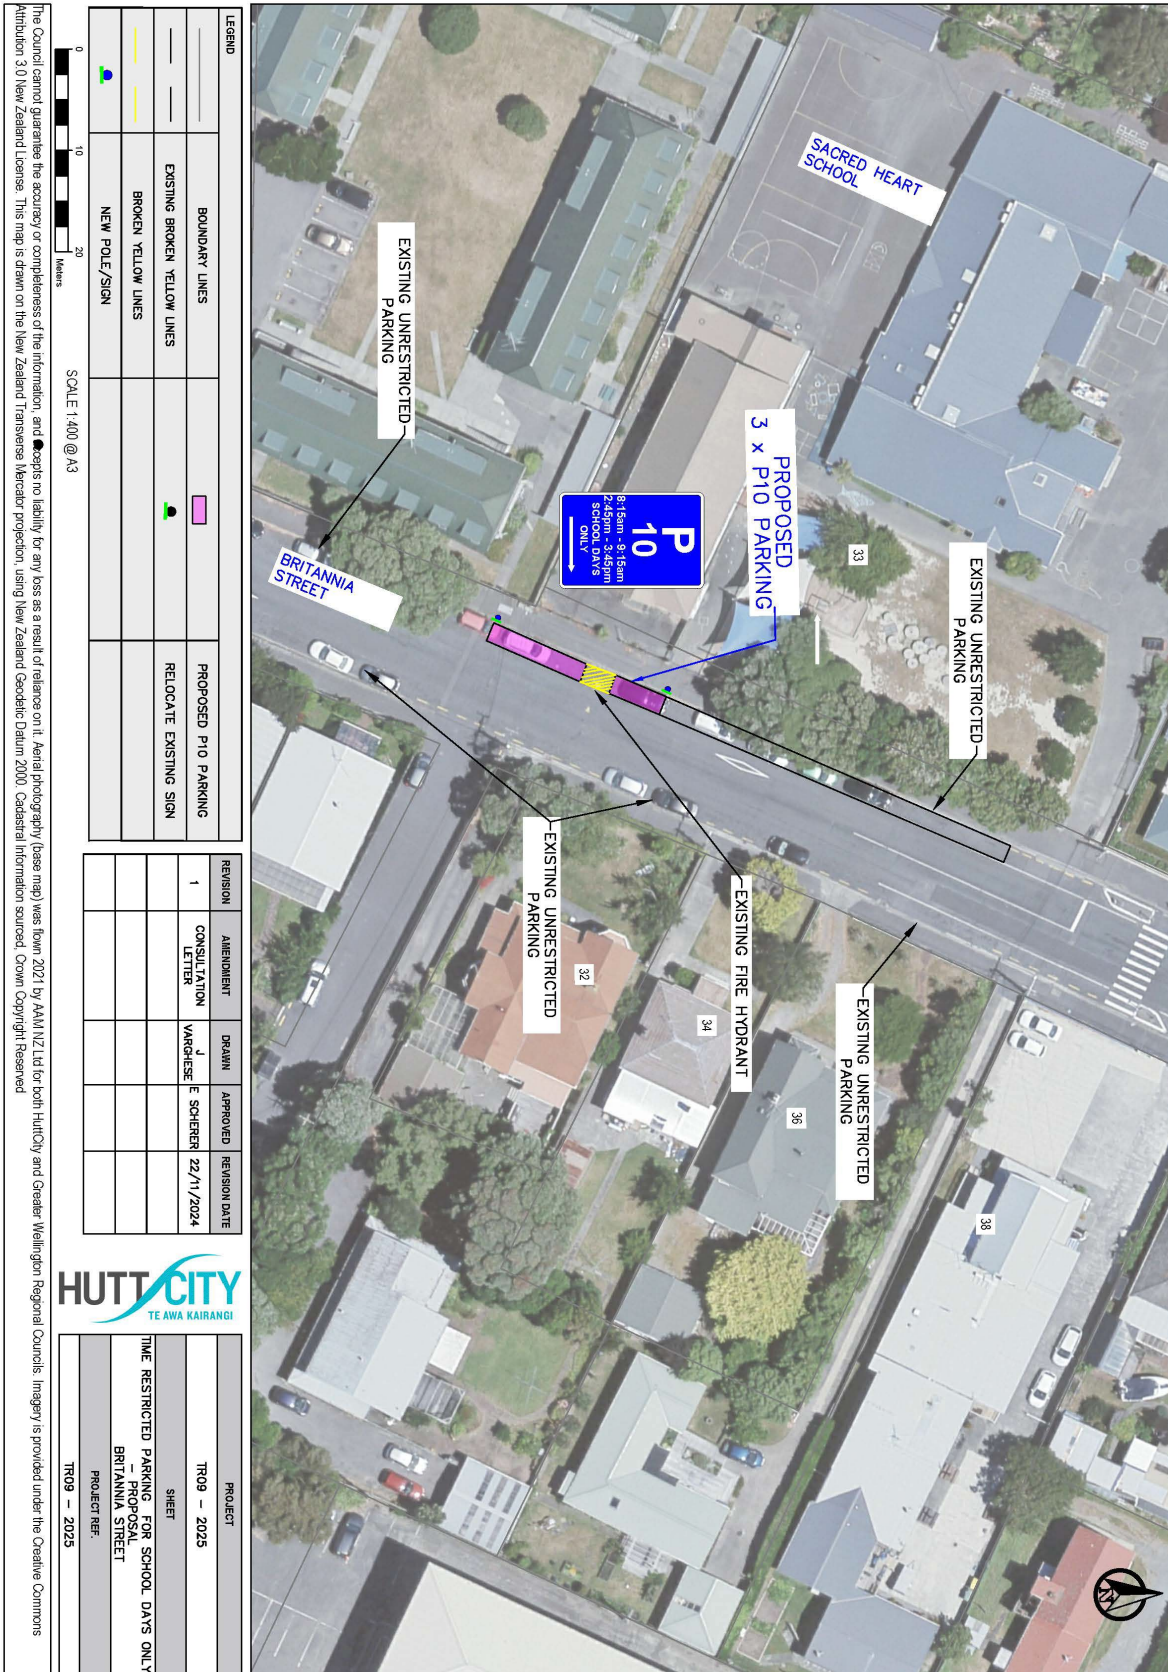 SACRED HEART
SCHOOL
EXISTING UNRESTRICTED
PARKING
PROPOSED
3 x P10 PARKING
P
10
8:15am - 9:15am
2:45pm - 3:45pm
SCHOOL DAYS
ONLY
33
EXISTING UNRESTRICTED
PARKING
BRITANNIA
STREET
EXISTING UNRESTRICTED
PARKING
EXISTING FIRE HYDRANT
EXISTING UNRESTRICTED
PARKING
32
34
36
38
N
LEGEND
BOUNDARY LINES
EXISTING BROKEN YELLOW LINES
BROKEN YELLOW LINES
NEW POLE/SIGN
PROPOSED P10 PARKING
RELOCATE EXISTING SIGN
0 10 20
Meters
SCALE 1:400 @ A3
REVISION AMENDMENT DRAWN APPROVED REVISION DATE
1 CONSULTATION LETTER J VARGHESE E SCHERER 22/11/2024
HUTT CITY
TE AWA KAIRANGI
PROJECT
TR09 - 2025
SHEET
TIME RESTRICTED PARKING FOR SCHOOL DAYS ONLY
- PROPOSAL
BRITANNIA STREET
PROJECT REF.
TR09 - 2025
The Council cannot guarantee the accuracy or completeness of the information, and accepts no liability for any loss as a result of reliance on it. Aerial photography (base map) was flown 2021 by AAM NZ Ltd for both HuttCity and Greater Wellington Regional Councils. Imagery is provided under the Creative Commons
Attribution 3.0 New Zealand License. This map is drawn on the New Zealand Transverse Mercator projection, using New Zealand Geodetic Datum 2000. Cadastral Information sourced, Crown Copyright Reserved